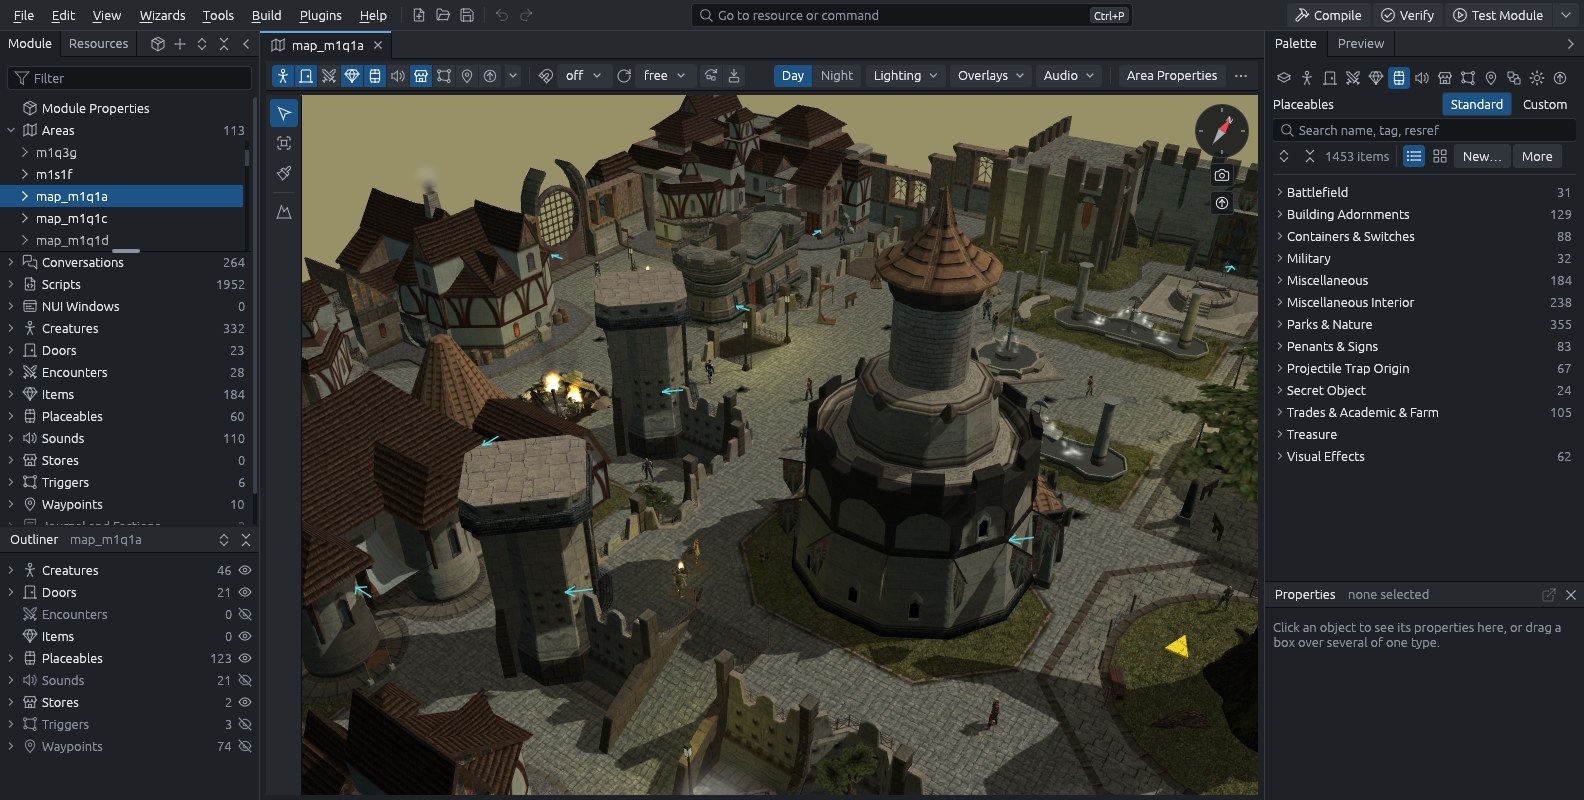 File Edit View Wizards Tools Build Plugins Help
Go to resource or command Ctrl+P
Compile Verify Test Module
Module Resources
Filter
Module Properties
Areas 113
m1q3g
m1s1f
map_m1q1a
map_m1q1c
map_m1q1d
Conversations 264
Scripts 1952
NUI Windows 0
Creatures 332
Doors 23
Encounters 28
Items 184
Placeables 60
Sounds 110
Stores 0
Triggers 6
Waypoints 10
Outliner map_m1q1a
Creatures 46
Doors 21
Encounters 0
Items 0
Placeables 123
Sounds 21
Stores 2
Triggers 3
Waypoints 74
map_m1q1a
off free Day Night Lighting Overlays Audio Area Properties
N
Palette Preview
Placeables Standard Custom
Search name, tag, resref
1453 items New... More
Battlefield 31
Building Adornments 129
Containers & Switches 88
Military 32
Miscellaneous 184
Miscellaneous Interior 238
Parks & Nature 355
Penants & Signs 83
Projectile Trap Origin 67
Secret Object 24
Trades & Academic & Farm 105
Treasure
Visual Effects 62
Properties none selected
Click an object to see its properties here, or drag a
box over several of one type.